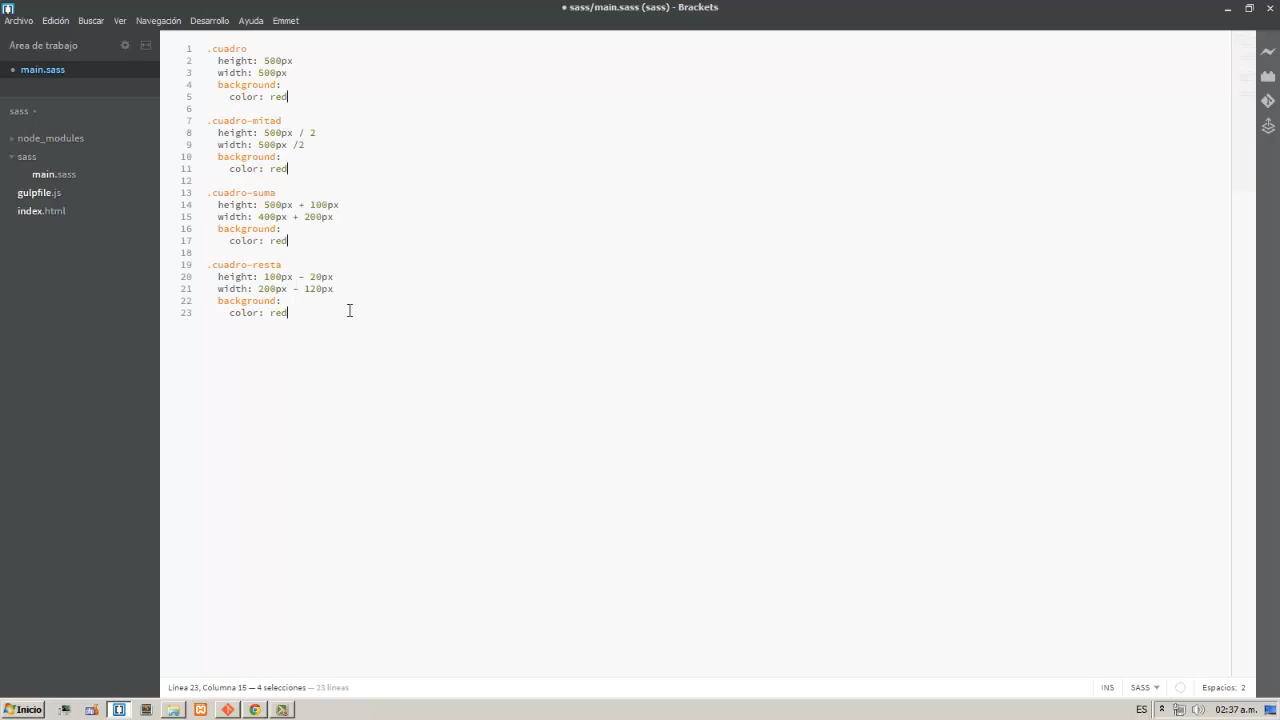 • sass/main.sass (sass) - Brackets
Archivo Edición Buscar Ver Navegación Desarrollo Ayuda Emmet
Área de trabajo
main.sass
sass
node_modules
sass
main.sass
gulpfile.js
index.html
1 .cuadro
2 height: 500px
3 width: 500px
4 background:
5 color: red
6
7 .cuadro-mitad
8 height: 500px / 2
9 width: 500px /2
10 background:
11 color: red
12
13 .cuadro-suma
14 height: 500px + 100px
15 width: 400px + 200px
16 background:
17 color: red
18
19 .cuadro-resta
20 height: 100px - 20px
21 width: 200px - 120px
22 background:
23 color: red
Línea 23, Columna 15 — 4 selecciones — 23 líneas
INS SASS Espacios: 2
Inicio
ES 02:37 a.m.